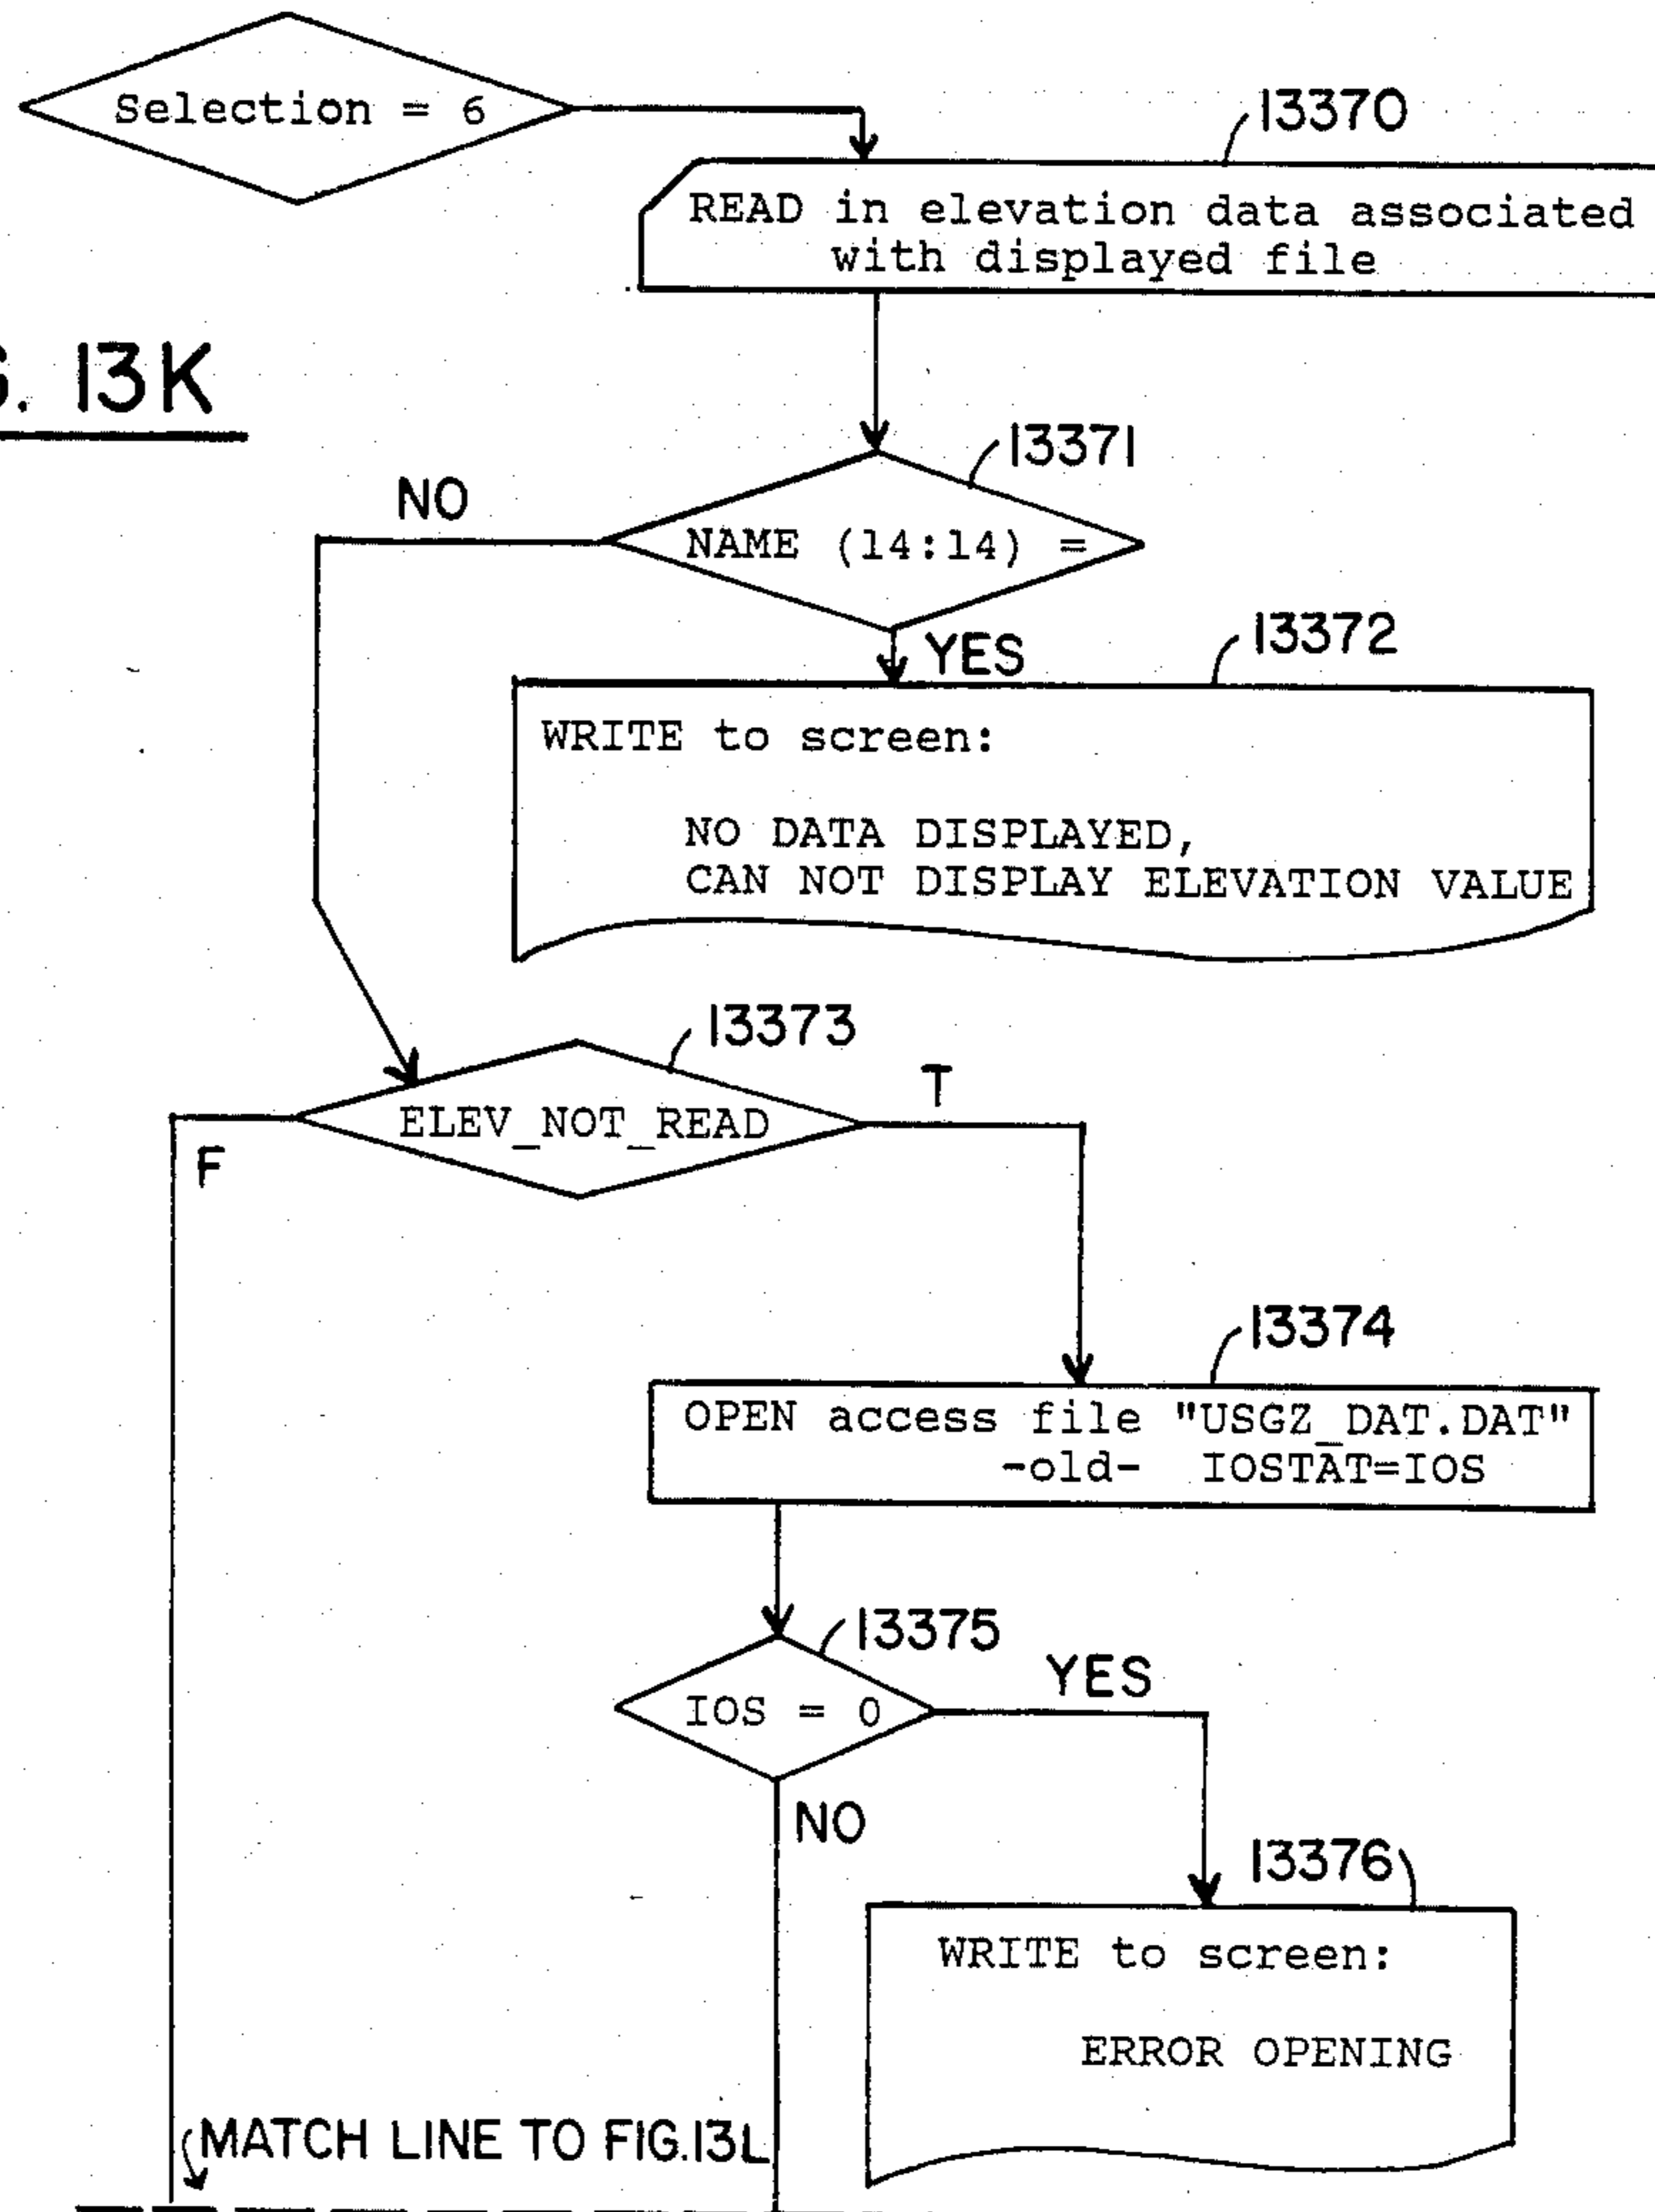 Selection = 6
13370
READ in elevation data associated
with displayed file
. 13K
13371
NO
NAME (14:14) =
YES
13372
WRITE to screen:
NO DATA DISPLAYED,
CAN NOT DISPLAY ELEVATION VALUE
13373
T
ELEV_NOT_READ
F
13374
OPEN access file "USGZ_DAT.DAT"
-old- IOSTAT=IOS
13375
YES
IOS = 0
NO
13376
WRITE to screen:
ERROR OPENING
MATCH LINE TO FIG.13L